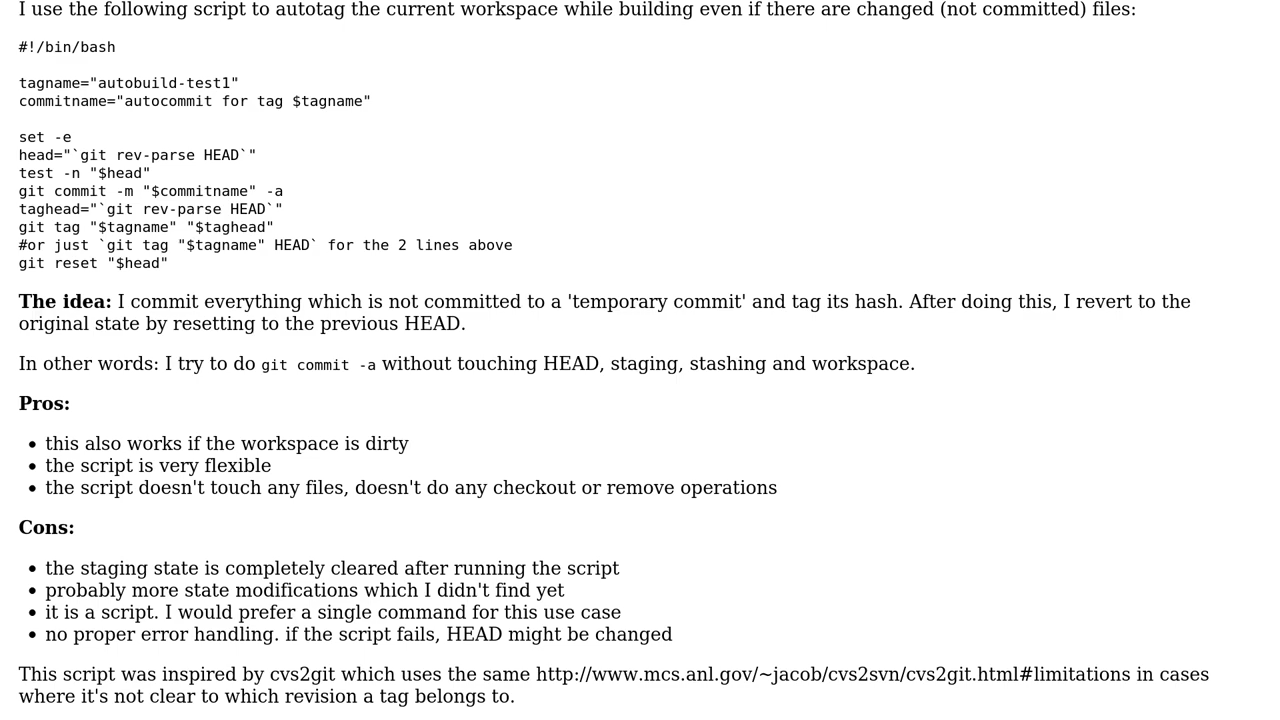 I use the following script to autotag the current workspace while building even if there are changed (not committed) files:
#!/bin/bash
tagname="autobuild-test1"
commitname="autocommit for tag $tagname"
set -e
head="`git rev-parse HEAD`"
test -n "$head"
git commit -m "$commitname" -a
taghead="`git rev-parse HEAD`"
git tag "$tagname" "$taghead"
#or just `git tag "$tagname" HEAD` for the 2 lines above
git reset "$head"
The idea: I commit everything which is not committed to a 'temporary commit' and tag its hash. After doing this, I revert to the
original state by resetting to the previous HEAD.
In other words: I try to do git commit -a without touching HEAD, staging, stashing and workspace.
Pros:
• this also works if the workspace is dirty
• the script is very flexible
• the script doesn't touch any files, doesn't do any checkout or remove operations
Cons:
• the staging state is completely cleared after running the script
• probably more state modifications which I didn't find yet
• it is a script. I would prefer a single command for this use case
• no proper error handling. if the script fails, HEAD might be changed
This script was inspired by cvs2git which uses the same http://www.mcs.anl.gov/~jacob/cvs2svn/cvs2git.html#limitations in cases
where it's not clear to which revision a tag belongs to.